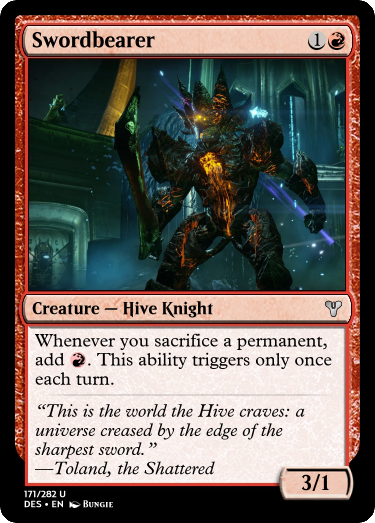 Swordbearer 1
Creature — Hive Knight
Whenever you sacrifice a permanent,
add . This ability triggers only once
each turn.
“This is the world the Hive craves: a
universe creased by the edge of the
sharpest sword.”
—Toland, the Shattered
3/1
171/282 U
DES • EN Bungie